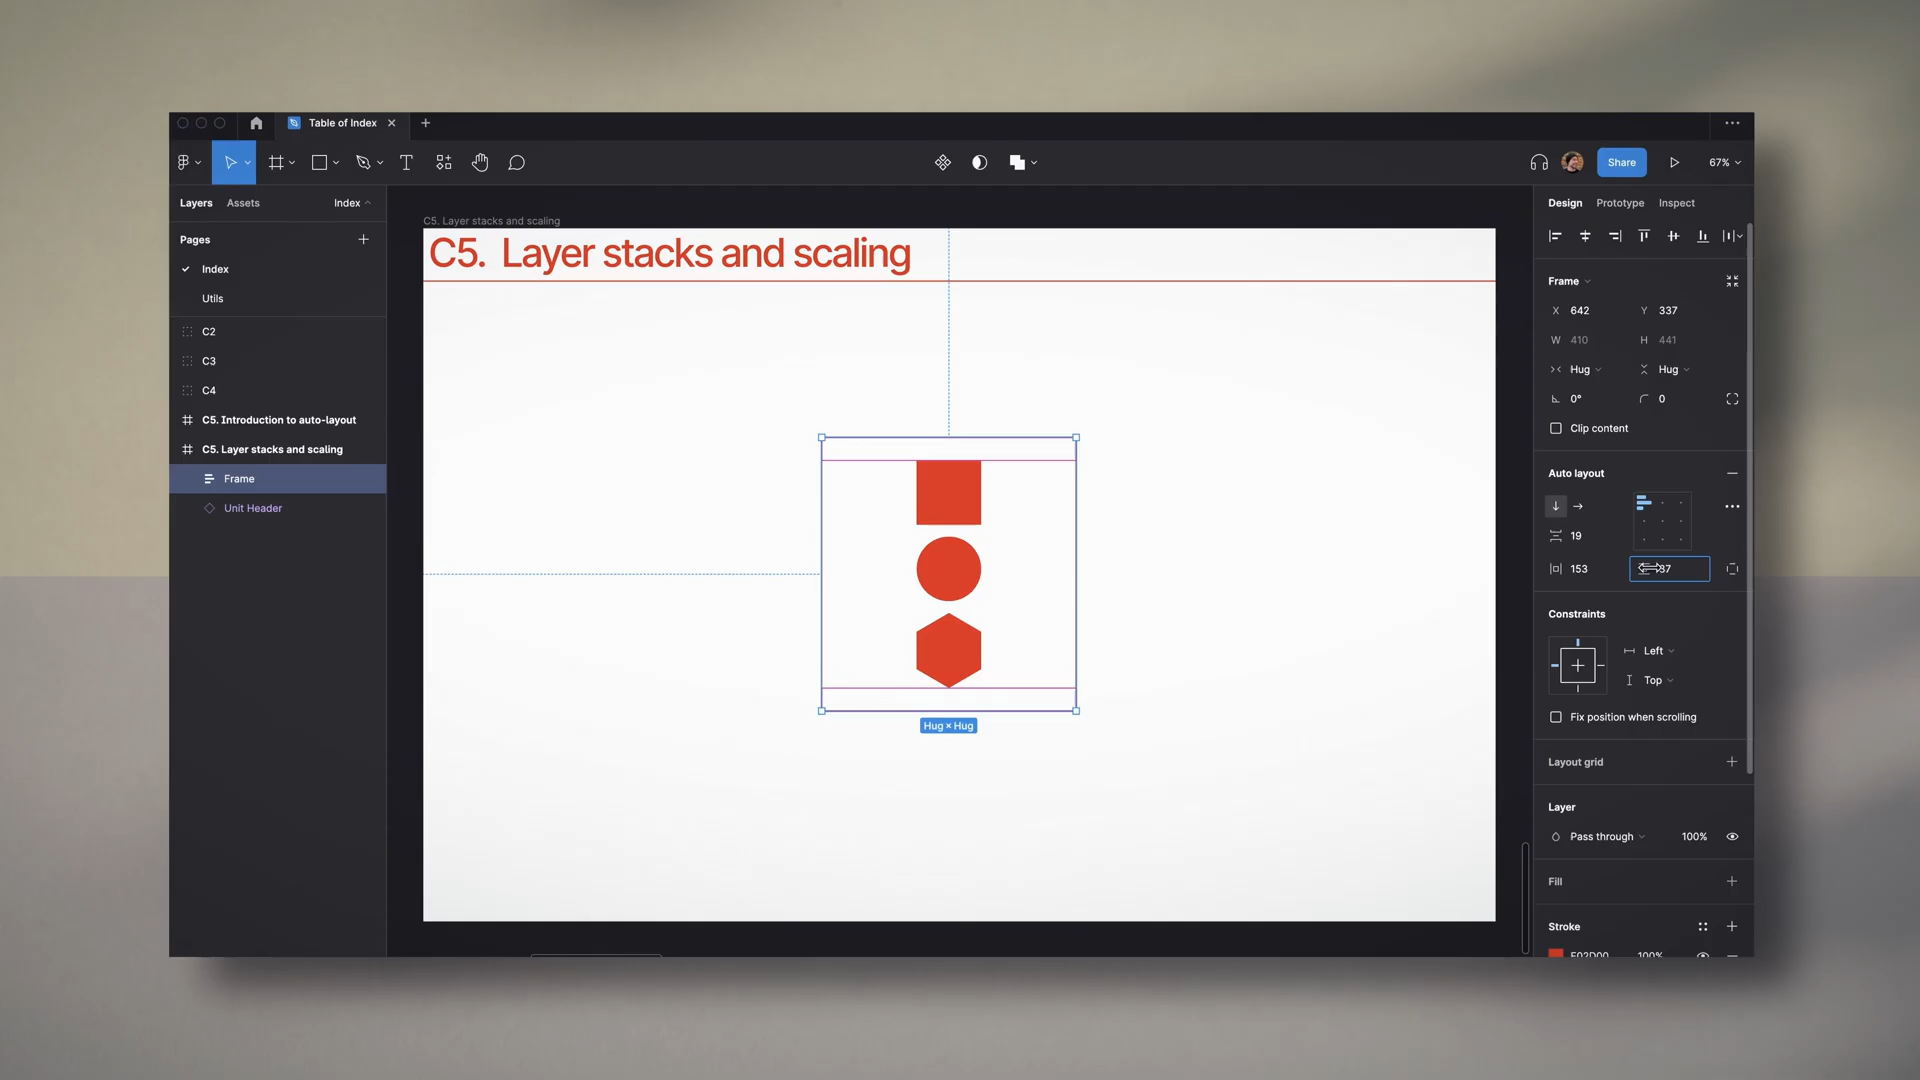 Table of Index
Share
67%
Layers Assets Index
Pages
Index
Utils
C2
C3
C4
C5. Introduction to auto-layout
C5. Layer stacks and scaling
Frame
Unit Header
C5. Layer stacks and scaling
C5. Layer stacks and scaling
Hug × Hug
Design Prototype Inspect
Frame
X 642 Y 337
W 410 H 441
Hug Hug
0° 0
Clip content
Auto layout
19
153 37
Constraints
Left
Top
Fix position when scrolling
Layout grid
Layer
Pass through 100%
Fill
Stroke
E02D00 100%